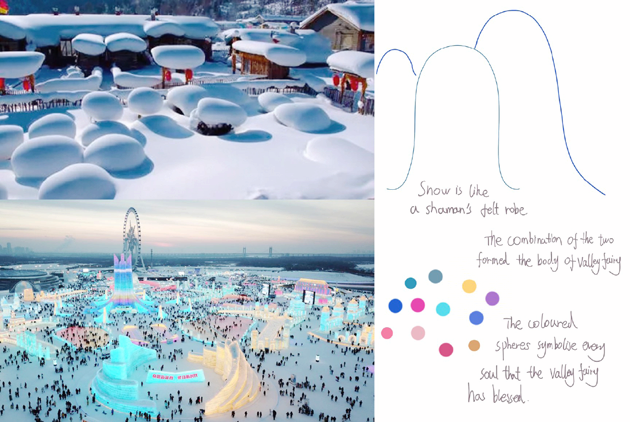 Snow is like
a shaman's felt robe.
The combination of the two
formed the body of Valley fairy
The coloured
spheres symbolise every
soul that the valley fairy
has blessed.